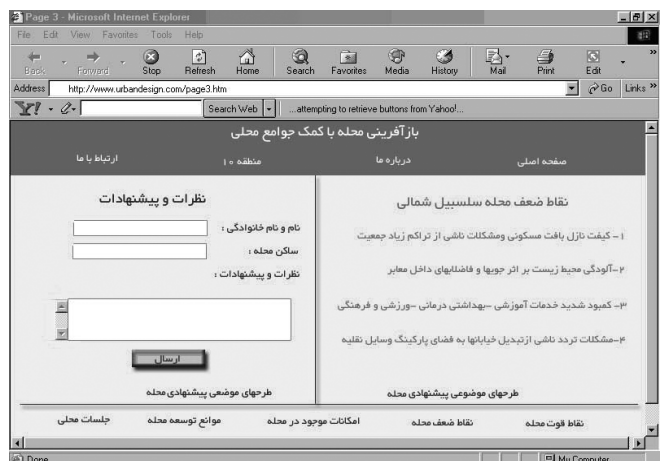 Page 3 - Microsoft Internet Explorer
File Edit View Favorites Tools Help
Back Forward Stop Refresh Home Search Favorites Media History Mail Print Edit »
Address http://www.urbandesign.com/page3.htm Go Links »
Y! Search Web ...attempting to retrieve buttons from Yahoo!...
بازآفرینی محله با کمک جوامع محلی
صفحه اصلی درباره ما منطقه ۱۰ ارتباط با ما
نقاط ضعف محله سلسبیل شمالی
۱- کیفت نازل بافت مسکونی ومشکلات ناشی از تراکم زیاد جمعیت
۲-آلودگی محیط زیست بر اثر جویها و فاضلابهای داخل معابر
۳- کمبود شدید خدمات آموزشی -بهداشتی درمانی -ورزشی و فرهنگی
۴-مشکلات تردد ناشی ازتبدیل خیابانها به فضای پارکینگ وسایل نقلیه
طرحهای موضوعی پیشنهادی محله
نظرات و پیشنهادات
نام و نام خانوادگی :
ساکن محله :
نظرات و پیشنهادات :
ارسال
طرحهای موضعی پیشنهادی محله
نقاط قوت محله نقاط ضعف محله امکانات موجود در محله موانع توسعه محله جلسات محلی
Done My Computer